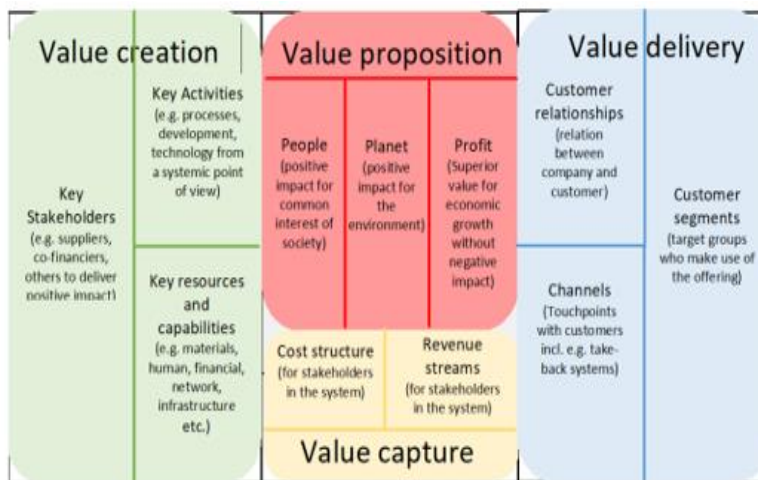 Value creation
Key Stakeholders
(e.g. suppliers,
co-financiers,
others to deliver
positive impact)
Key Activities
(e.g. processes,
development,
technology from
a systemic point
of view)
Key resources
and
capabilities
(e.g. materials,
human, financial,
network,
infrastructure
etc.)
Value proposition
People
(positive
impact for
common
interest of
society)
Planet
(positive
impact for
the
environment)
Profit
(Superior
value for
economic
growth
without
negative
impact)
Cost structure
(for stakeholders
in the system)
Revenue
streams
(for stakeholders
in the system)
Value capture
Value delivery
Customer
relationships
(relation
between
company and
customer)
Channels
(Touchpoints
with customers
incl. e.g. take-
back systems)
Customer
segments
(target groups
who make use of
the offering)